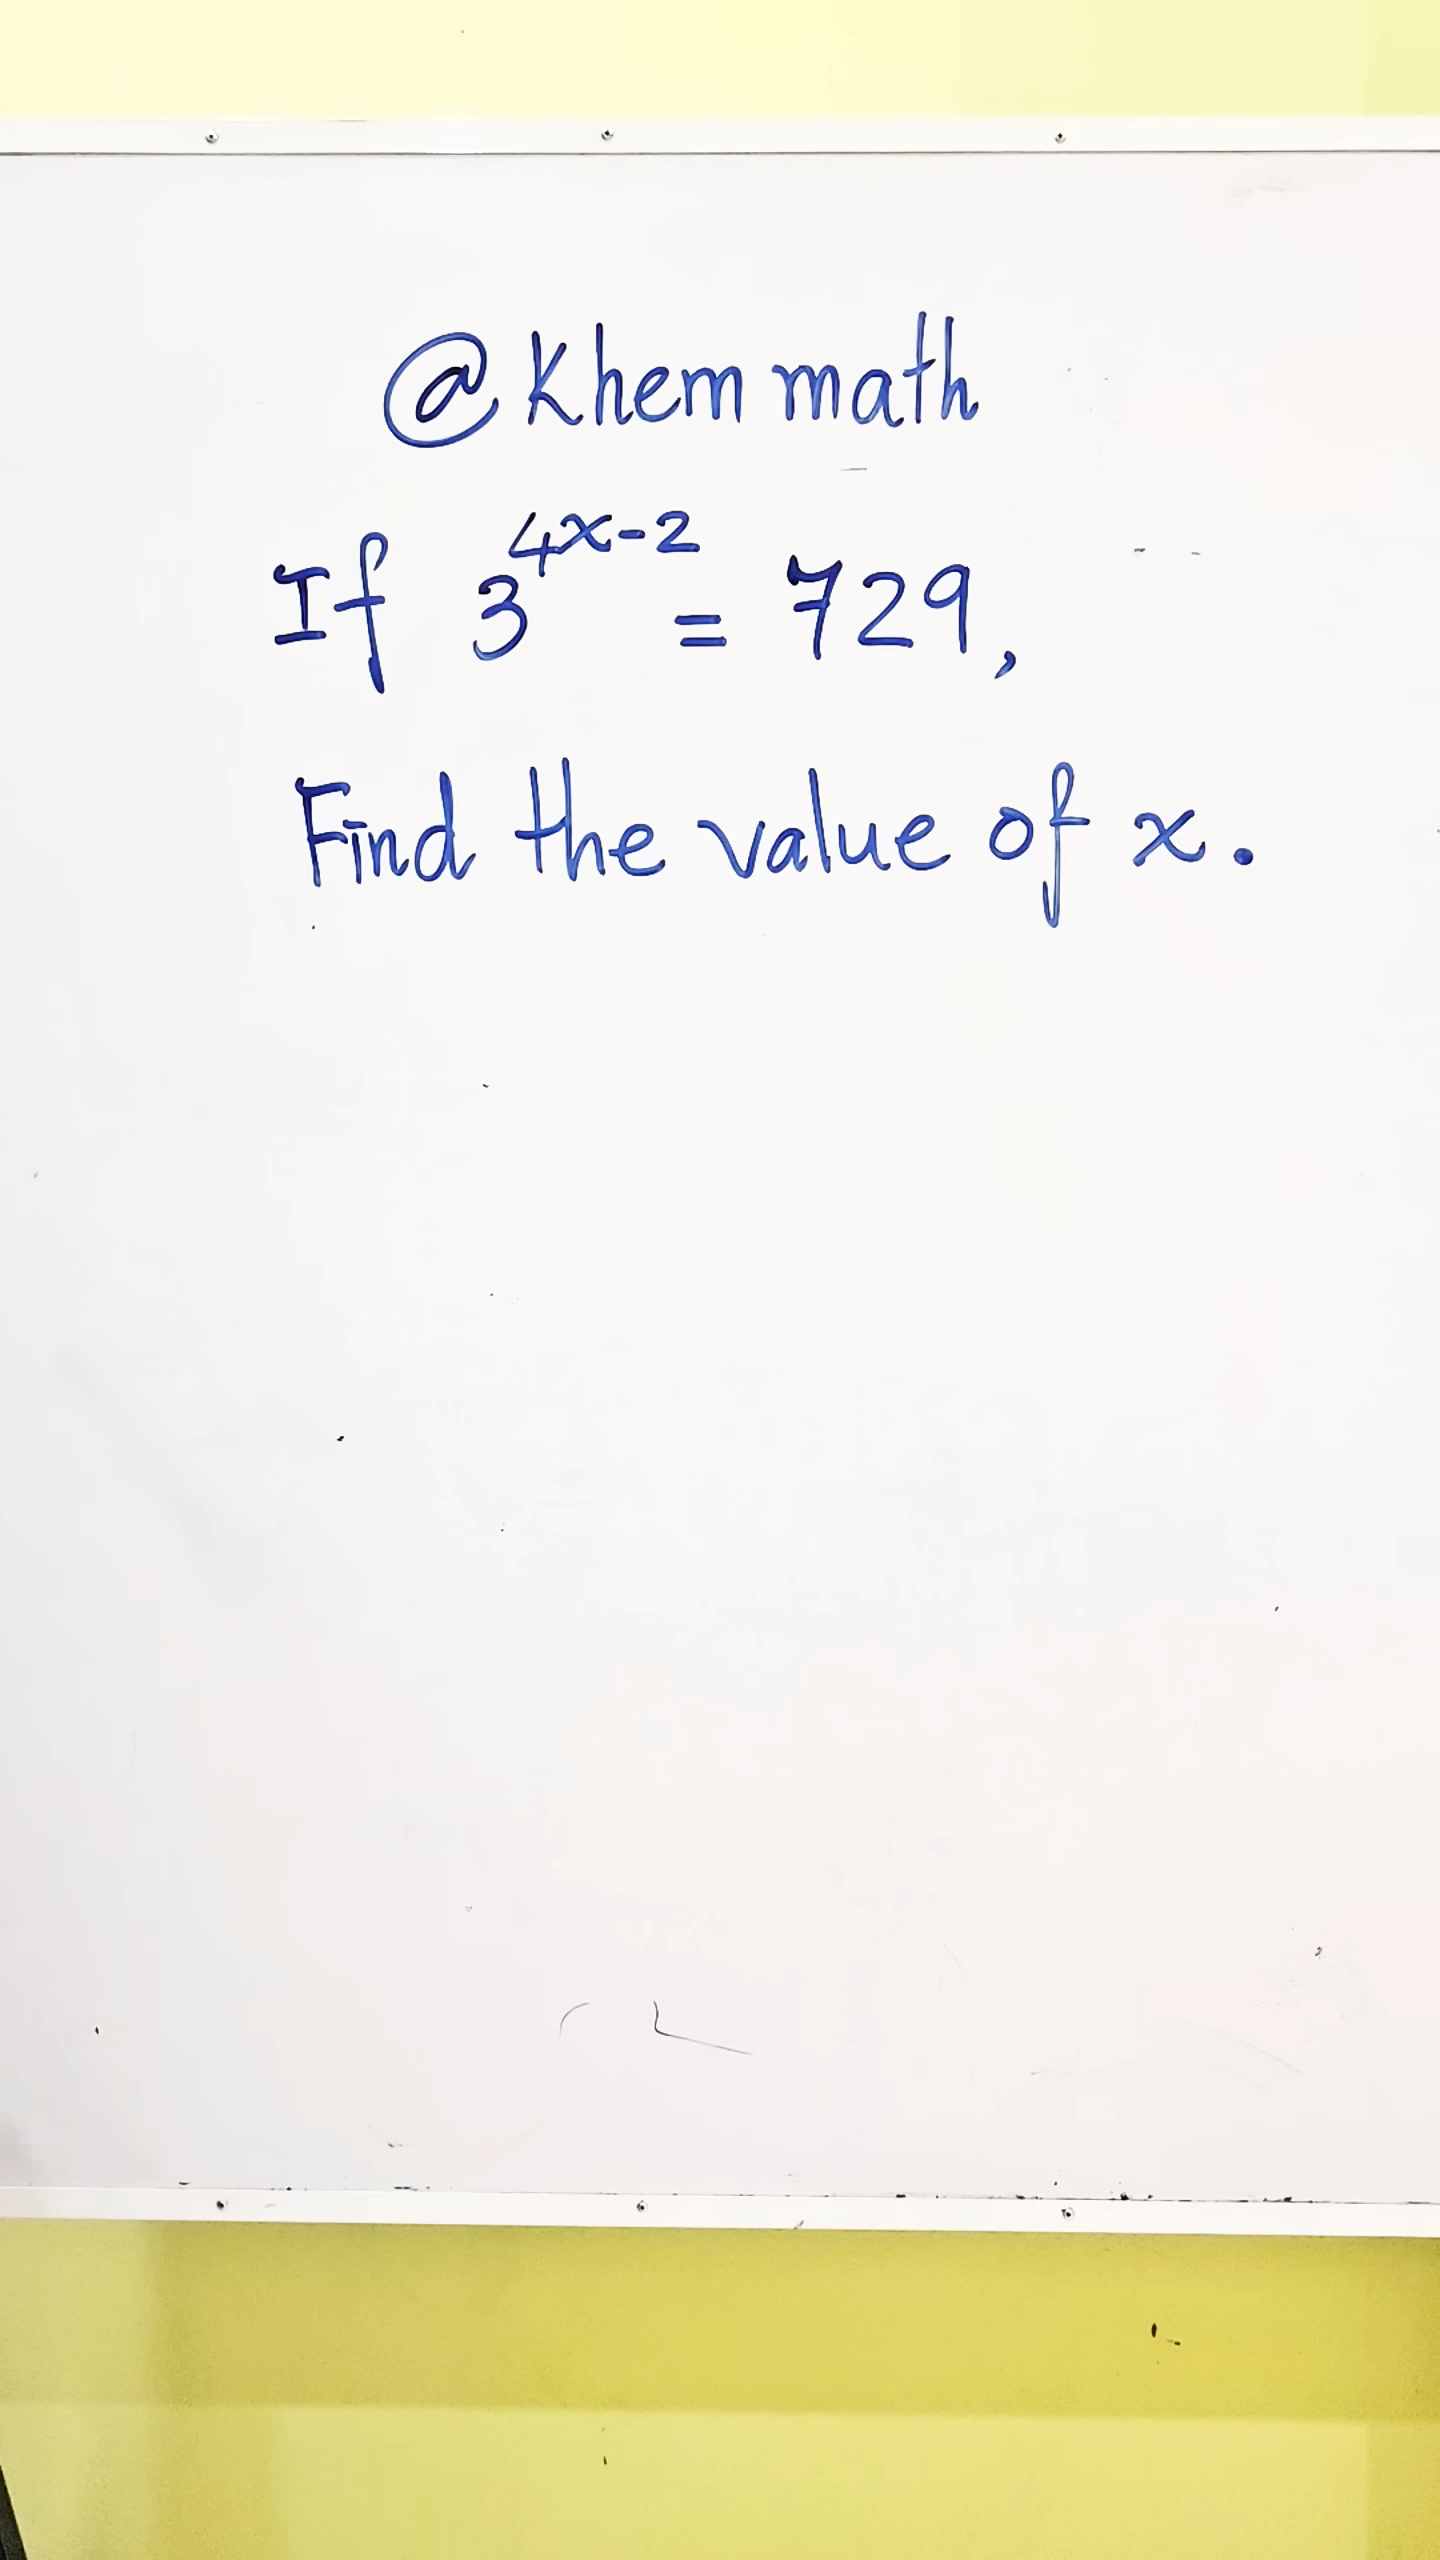 @Khem math
If 3^{4x-2} = 729,
Find the value of x.